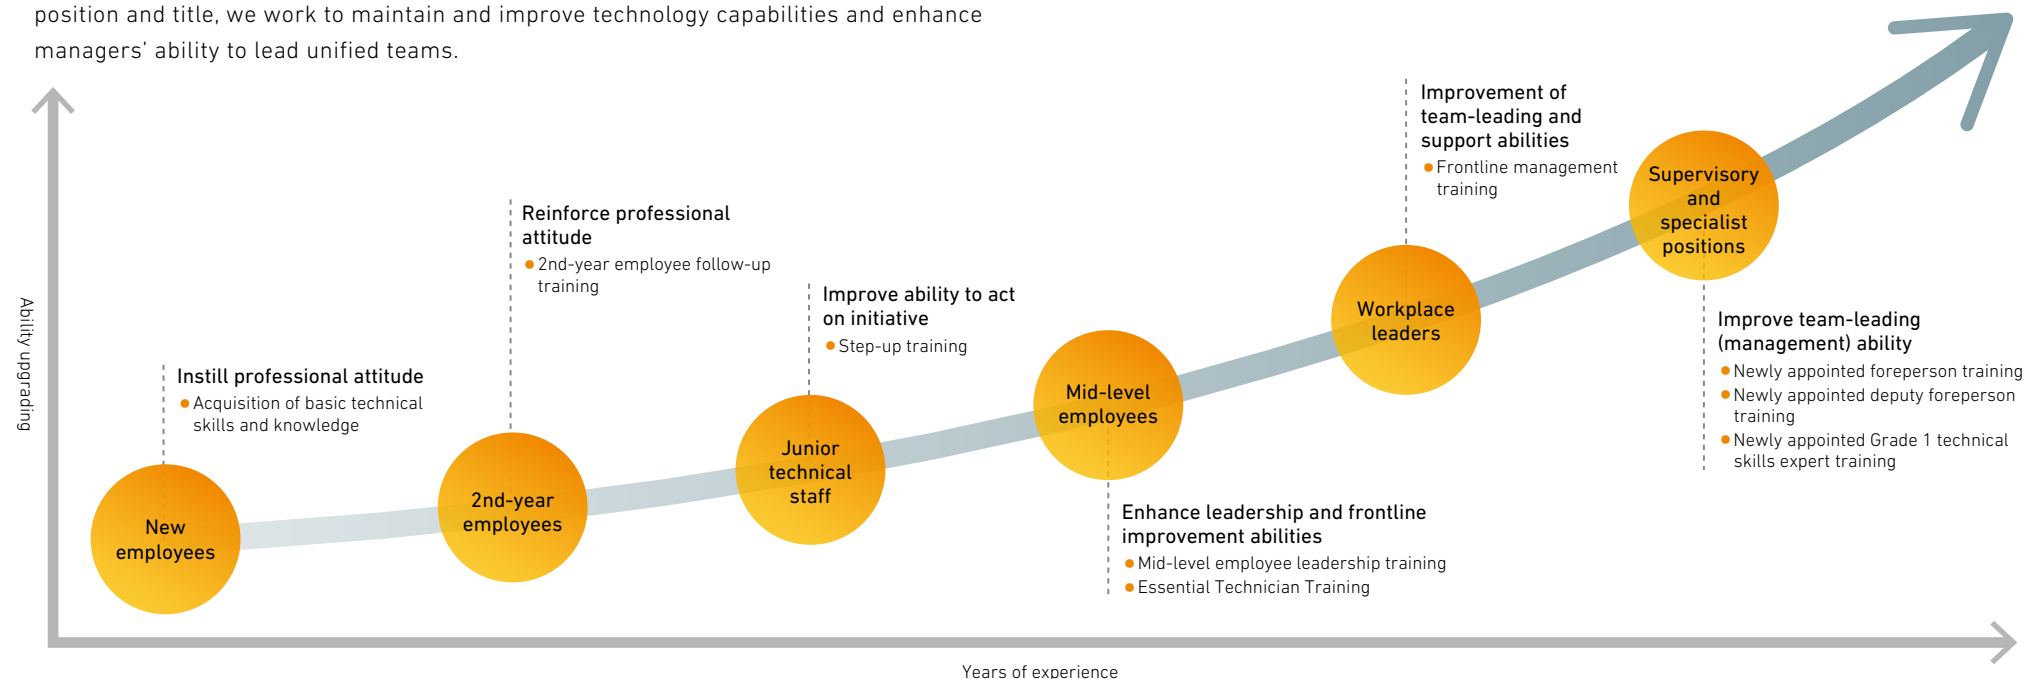 position and title, we work to maintain and improve technology capabilities and enhance
managers’ ability to lead unified teams.
Ability upgrading
New
employees
Instill professional attitude
Acquisition of basic technical
skills and knowledge
2nd-year
employees
Reinforce professional
attitude
2nd-year employee follow-up
training
Junior
technical
staff
Improve ability to act
on initiative
Step-up training
Mid-level
employees
Enhance leadership and frontline
improvement abilities
Mid-level employee leadership training
Essential Technician Training
Workplace
leaders
Improvement of
team-leading and
support abilities
Frontline management
training
Supervisory
and
specialist
positions
Improve team-leading
(management) ability
Newly appointed foreperson training
Newly appointed deputy foreperson
training
Newly appointed Grade 1 technical
skills expert training
Years of experience